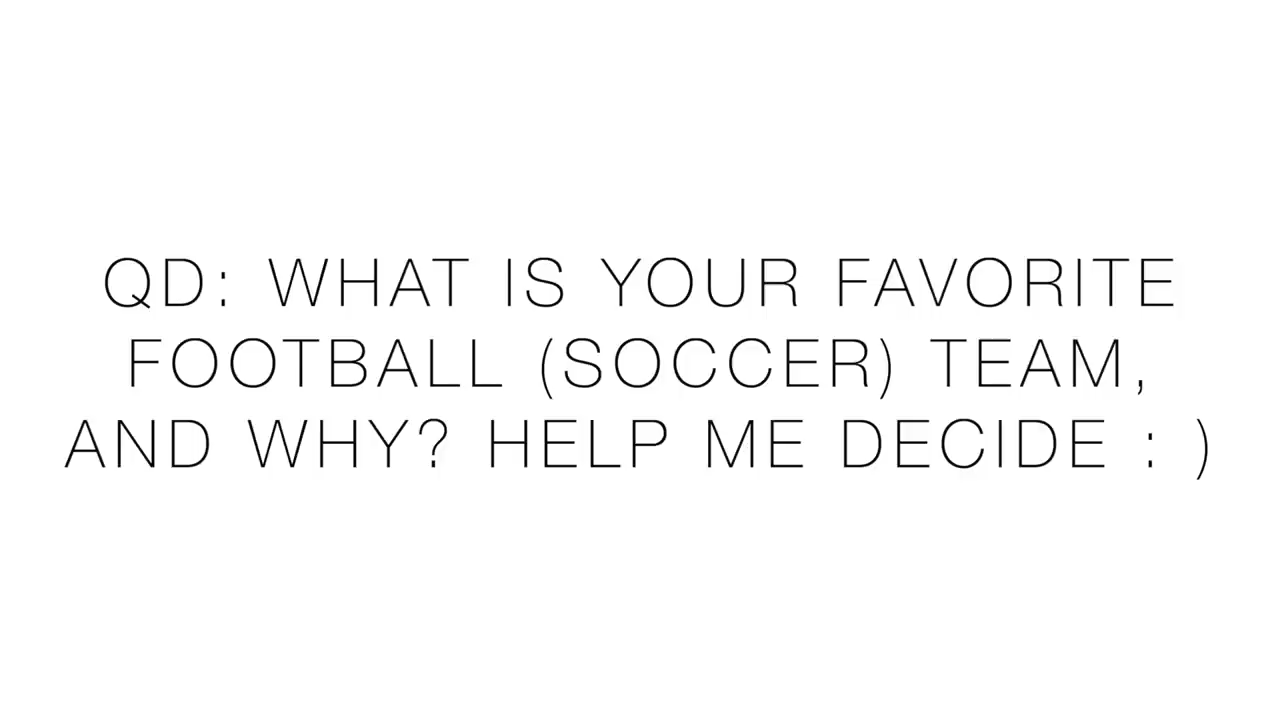 QD: WHAT IS YOUR FAVORITE
FOOTBALL (SOCCER) TEAM,
AND WHY? HELP ME DECIDE : )